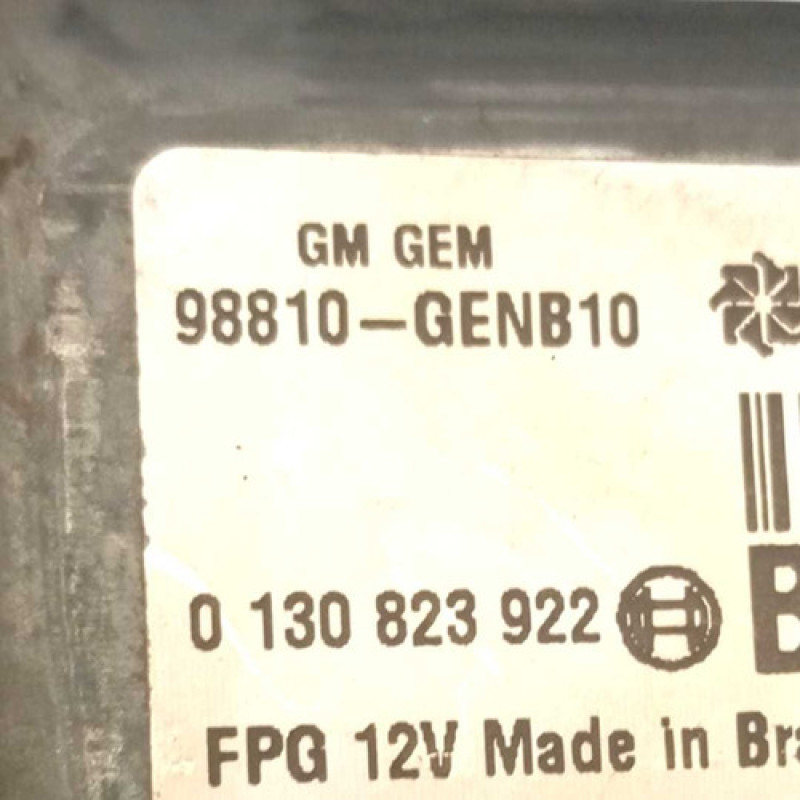 GM GEM
98810-GENB10
0 130 823 922
FPG 12V Made in